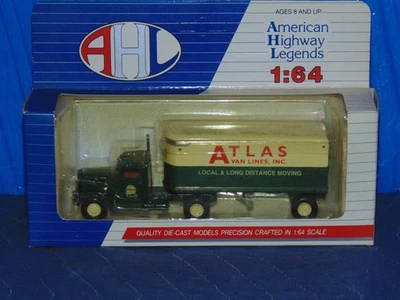 AHL
AGES 8 AND UP
American
Highway
Legends
1:64
ATLAS
VAN LINES, INC.
LOCAL & LONG DISTANCE MOVING
QUALITY DIE-CAST MODELS PRECISION CRAFTED IN 1:64 SCALE